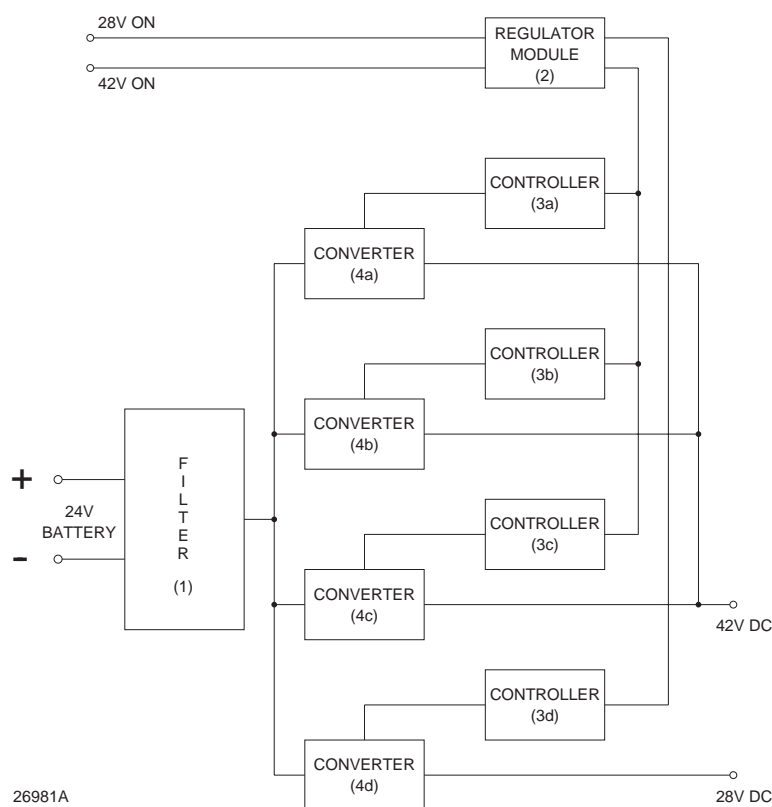 28V ON
42V ON
REGULATOR
MODULE
(2)
CONTROLLER
(3a)
CONVERTER
(4a)
CONTROLLER
(3b)
CONVERTER
(4b)
+
24V
BATTERY
-
F
I
L
T
E
R
(1)
CONTROLLER
(3c)
CONVERTER
(4c)
42V DC
CONTROLLER
(3d)
CONVERTER
(4d)
28V DC
26981A